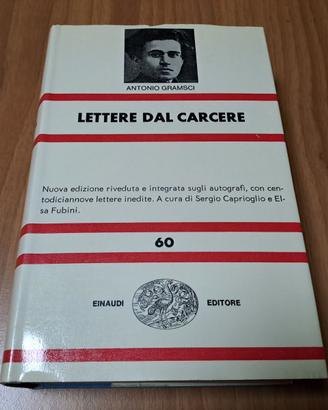 ANTONIO GRAMSCI
LETTERE DAL CARCERE
Nuova edizione riveduta e integrata sugli autografi, con cen-
todiciannove lettere inedite. A cura di Sergio Caprioglio e El-
sa Fubini.
60
EINAUDI EDITORE